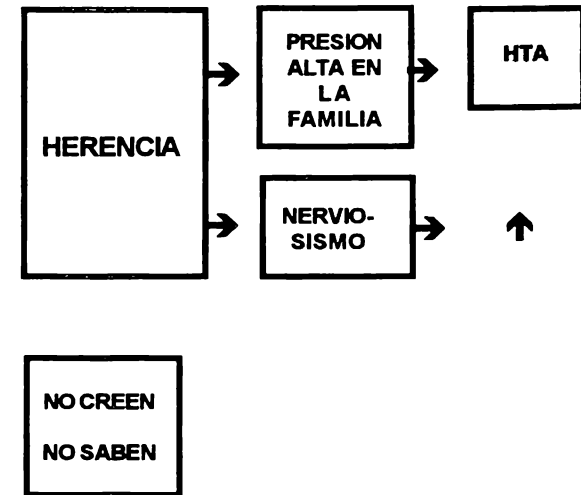 HERENCIA
PRESION
ALTA EN
LA
FAMILIA
HTA
NERVIO-
SISMO
NO CREEN
NO SABEN